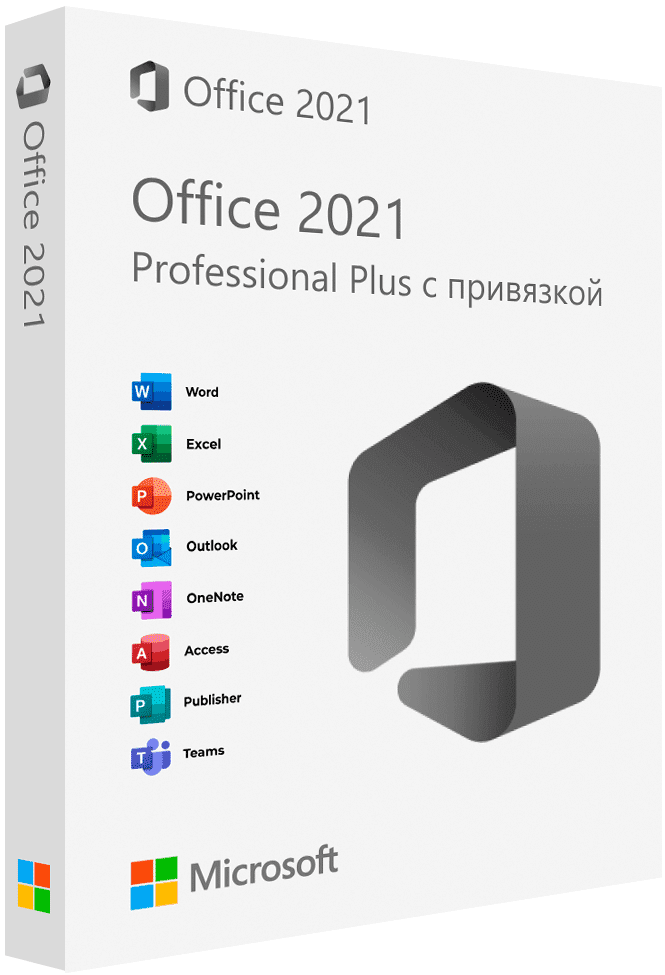 Office 2021
Office 2021
Office 2021
Professional Plus с привязкой
W Word
X Excel
P PowerPoint
O Outlook
N OneNote
A Access
P Publisher
T Teams
Microsoft